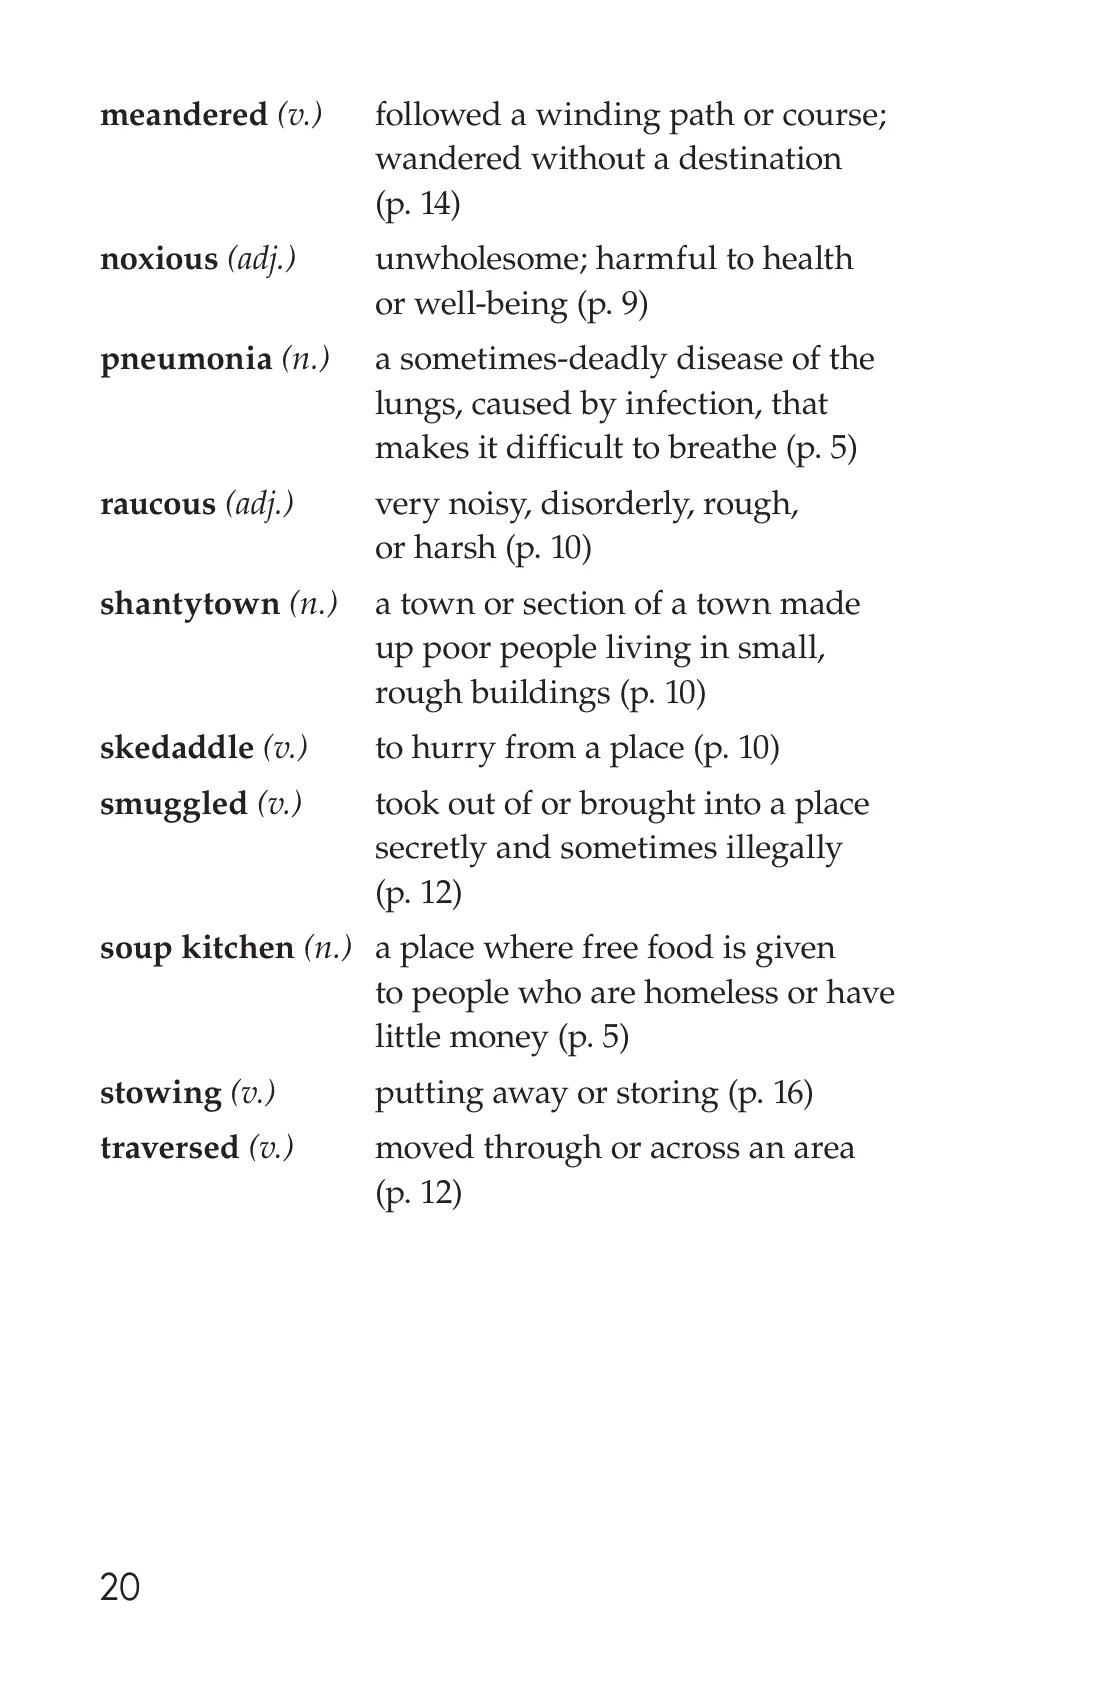 meandered (v.) followed a winding path or course;
wandered without a destination
(p. 14)
noxious (adj.) unwholesome; harmful to health
or well-being (p. 9)
pneumonia (n.) a sometimes-deadly disease of the
lungs, caused by infection, that
makes it difficult to breathe (p. 5)
raucous (adj.) very noisy, disorderly, rough,
or harsh (p. 10)
shantytown (n.) a town or section of a town made
up poor people living in small,
rough buildings (p. 10)
skedaddle (v.) to hurry from a place (p. 10)
smuggled (v.) took out of or brought into a place
secretly and sometimes illegally
(p. 12)
soup kitchen (n.) a place where free food is given
to people who are homeless or have
little money (p. 5)
stowing (v.) putting away or storing (p. 16)
traversed (v.) moved through or across an area
(p. 12)
20